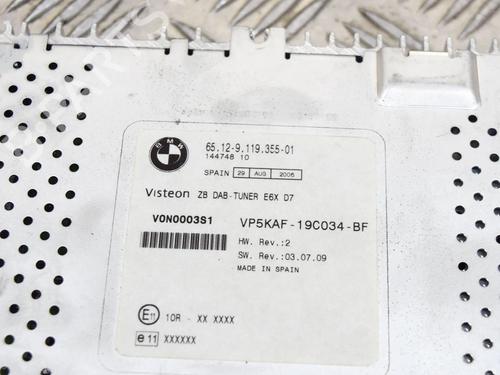 BMW
65.12-9.119.355-01
144748 10
SPAIN 29 AUG 2006
Visteon ZB DAB-TUNER E6X D7
V0N0003S1
VP5KAF-19C034-BF
HW. Rev.:2
SW. Rev.:03.07.09
MADE IN SPAIN
E11 10R - XX XXXX
e 11 XXXXXX